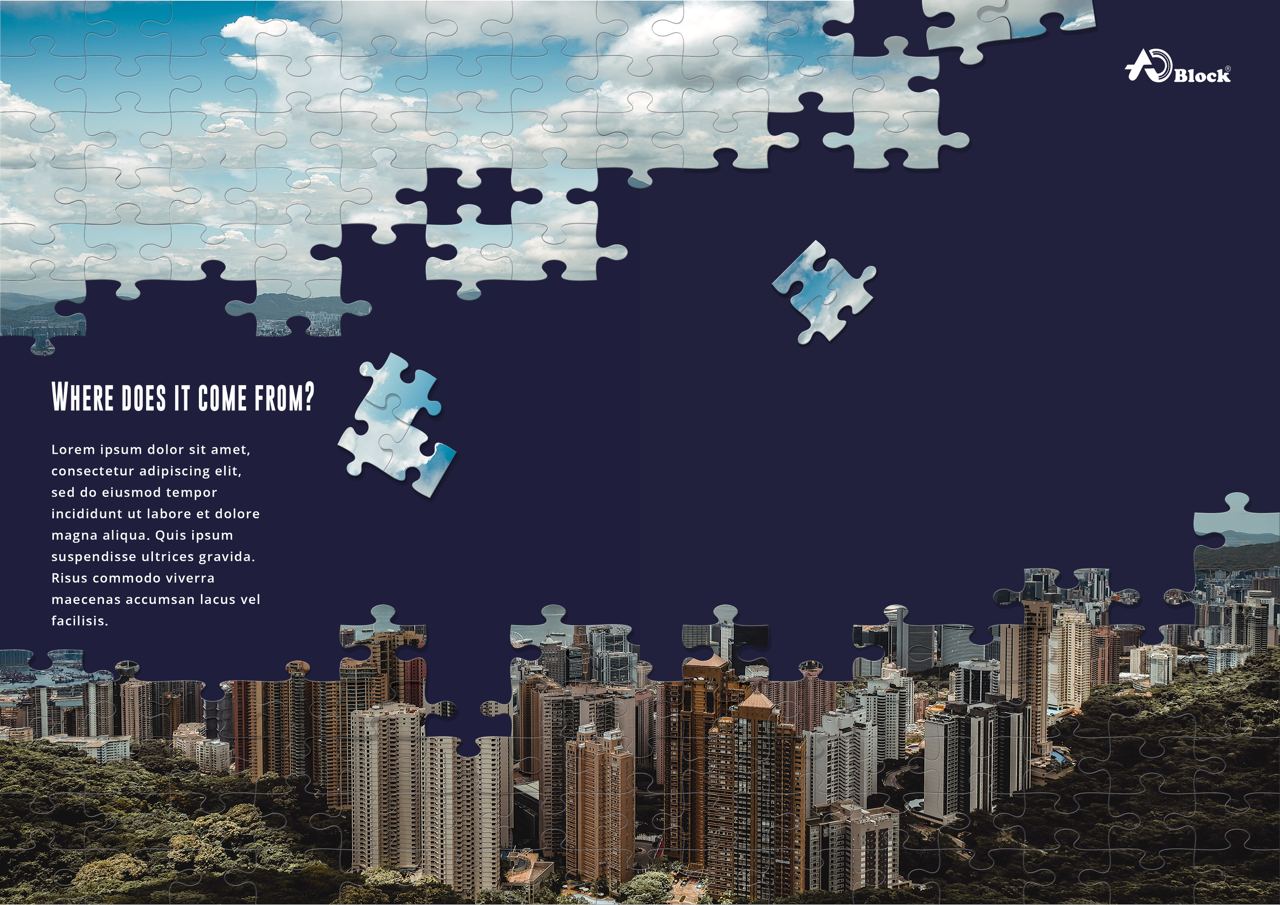 AD Block®
Where does it come from?
Lorem ipsum dolor sit amet,
consectetur adipiscing elit,
sed do eiusmod tempor
incididunt ut labore et dolore
magna aliqua. Quis ipsum
suspendisse ultrices gravida.
Risus commodo viverra
maecenas accumsan lacus vel
facilisis.